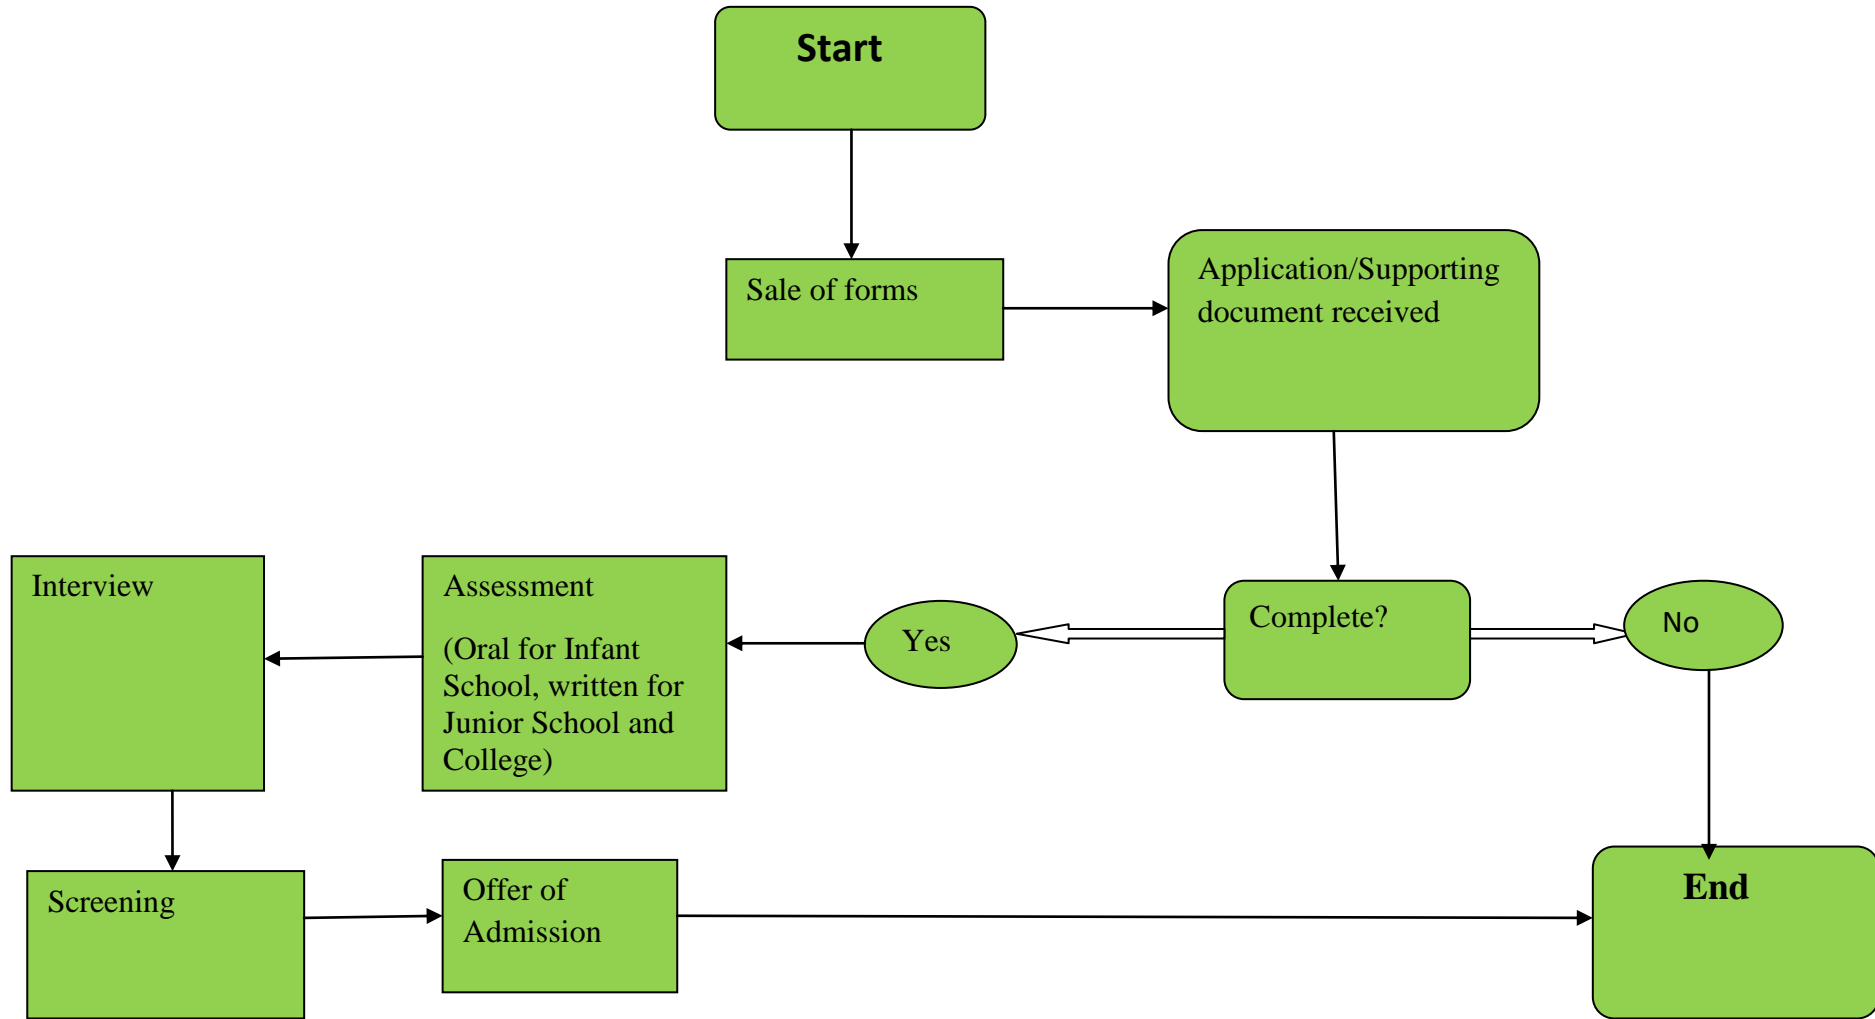 Start
Sale of forms
Application/Supporting
document received
Complete?
No
Yes
Assessment
(Oral for Infant
School, written for
Junior School and
College)
Interview
Screening
Offer of
Admission
End